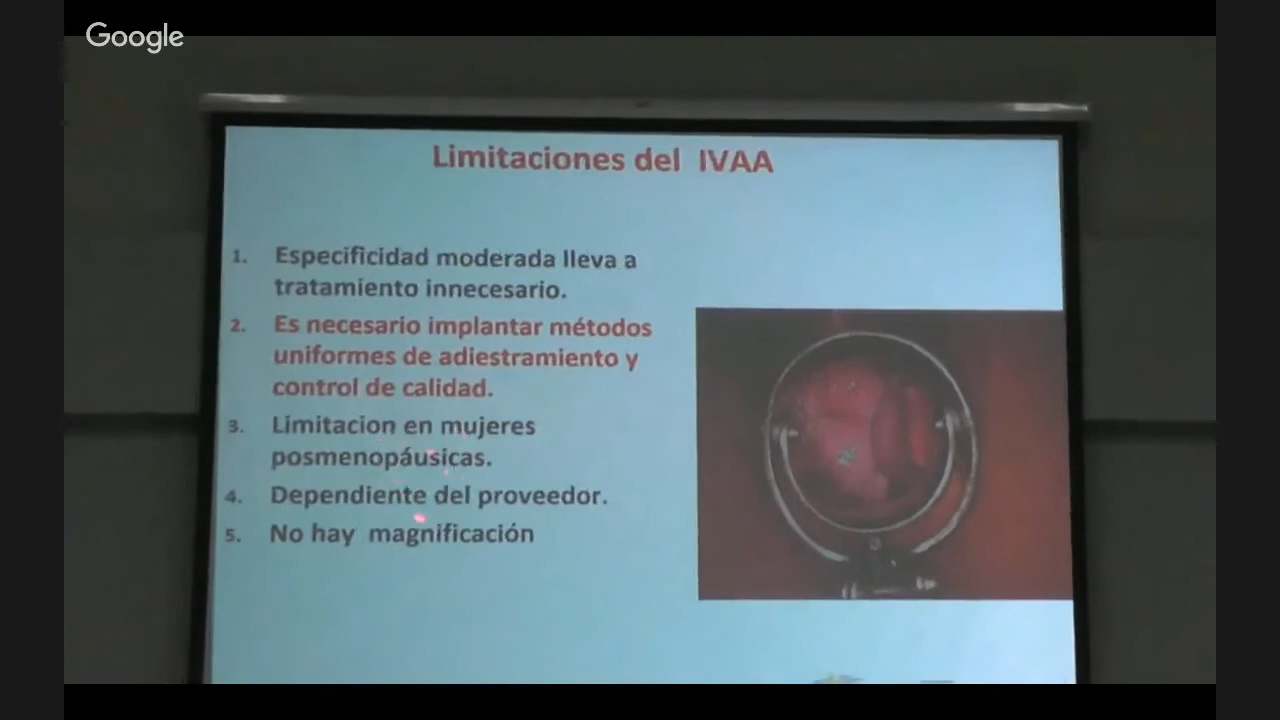 Google
Limitaciones del IVAA
1. Especificidad moderada lleva a
tratamiento innecesario.
2. Es necesario implantar métodos
uniformes de adiestramiento y
control de calidad.
3. Limitacion en mujeres
posmenopáusicas.
4. Dependiente del proveedor.
5. No hay magnificación